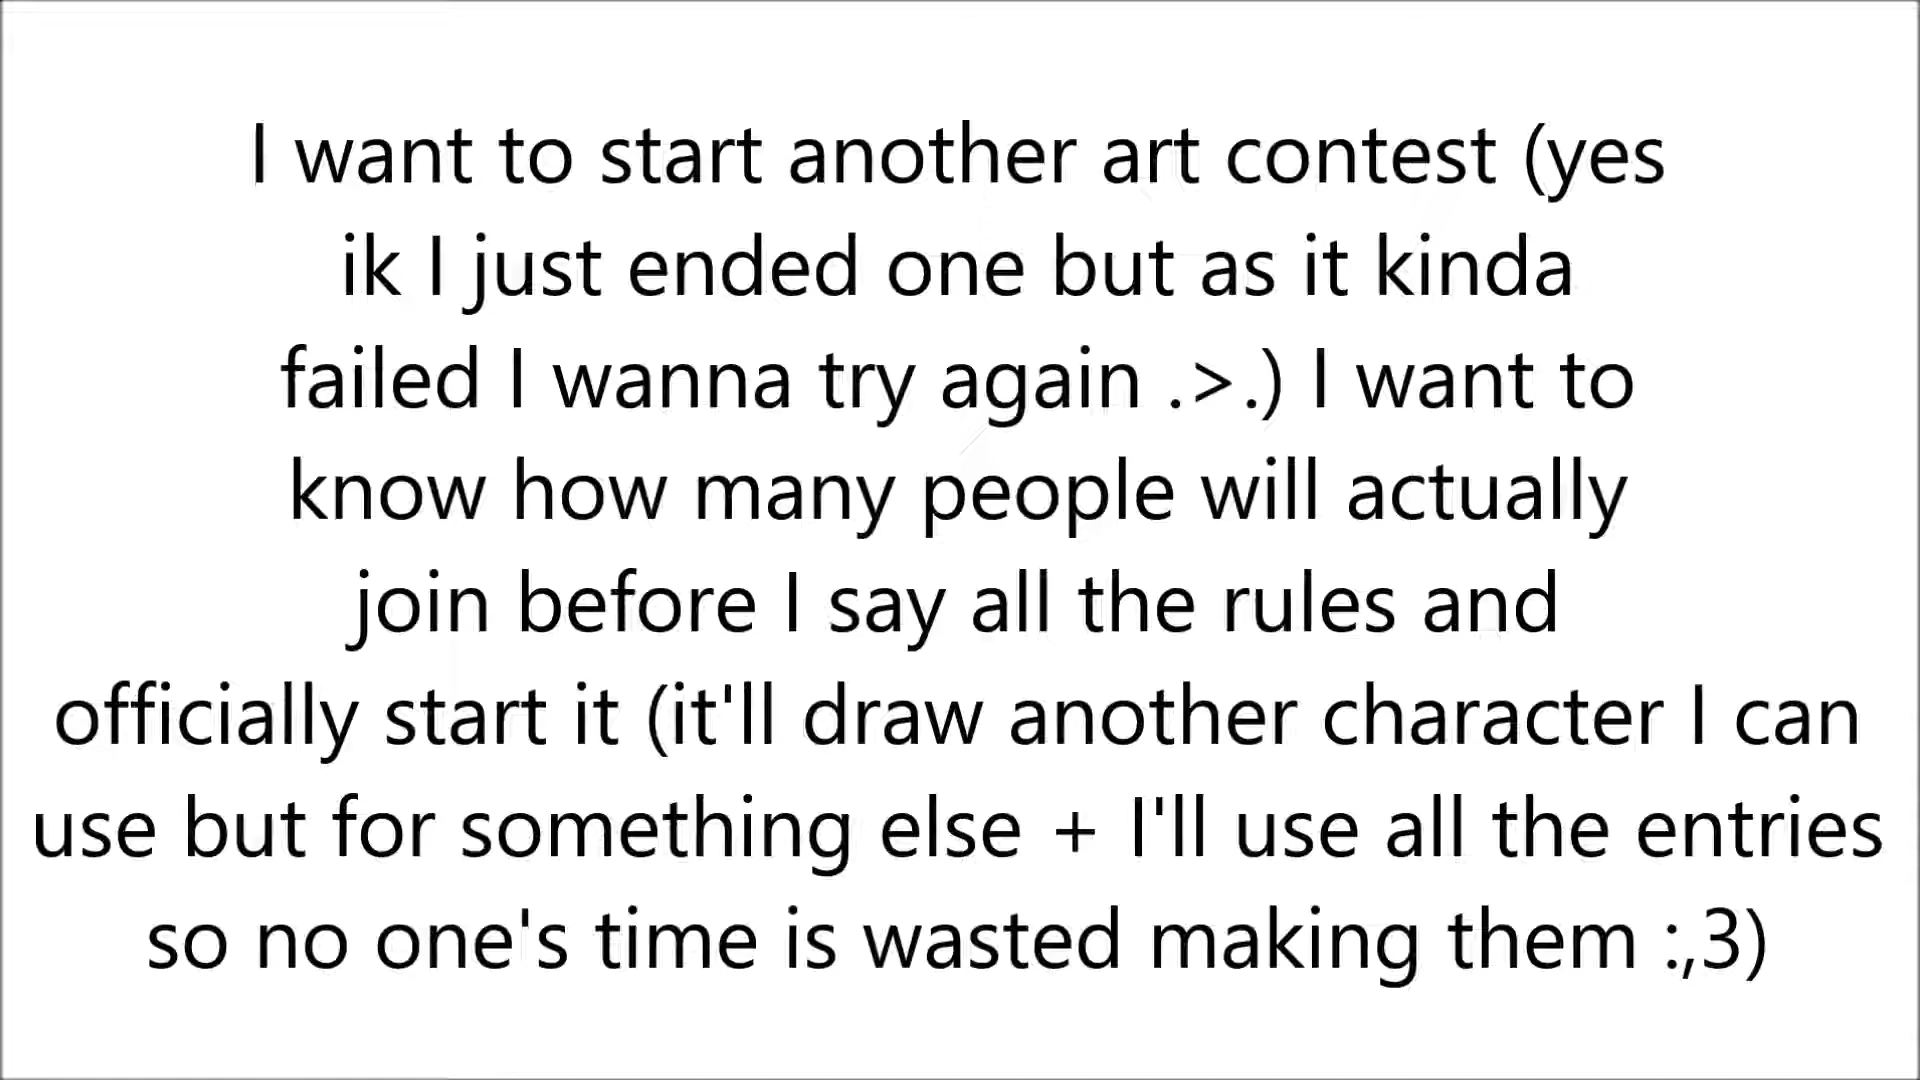 I want to start another art contest (yes
ik I just ended one but as it kinda
failed I wanna try again .>.) I want to
know how many people will actually
join before I say all the rules and
officially start it (it'll draw another character I can
use but for something else + I'll use all the entries
so no one's time is wasted making them :,3)